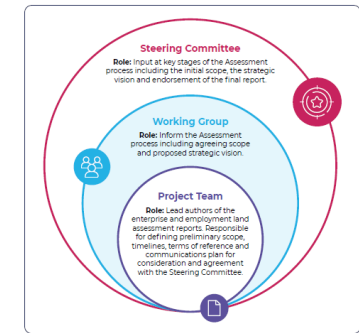 Steering Committee
Role: Input at key stages of the Assessment
process including the initial scope, the strategic
vision and endorsement of the final report.
Working Group
Role: Inform the Assessment
process including agreeing scope
and proposed strategic vision.
Project Team
Role: Lead authors of the
enterprise and employment land
assessment reports. Responsible
for defining preliminary scope,
timelines, terms of reference and
communications plan for
consideration and agreement
with the Steering Committee.